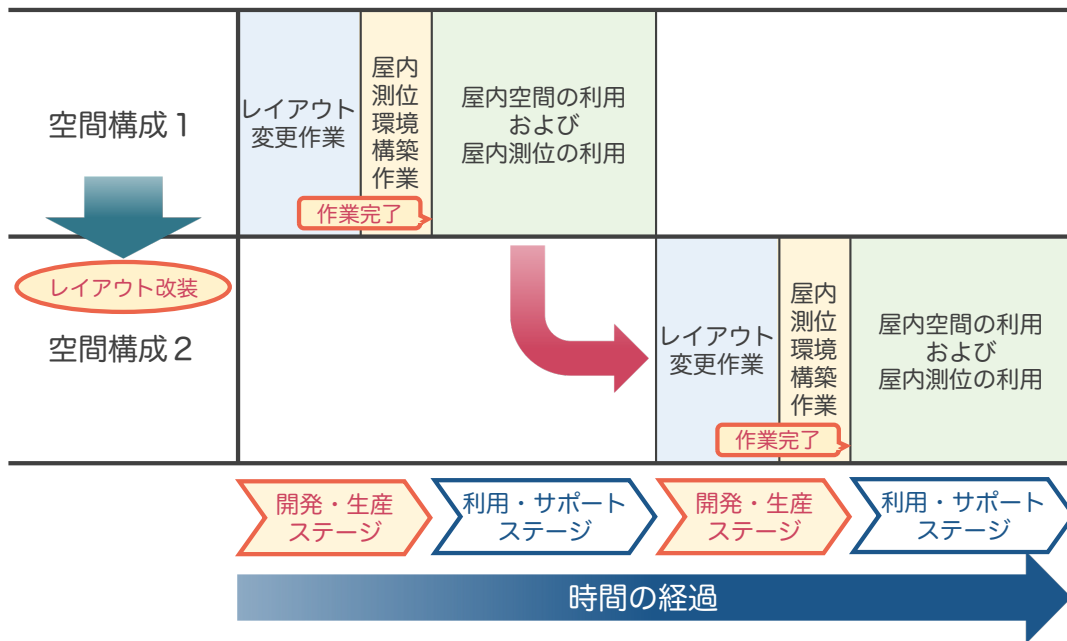 空間構成1
レイアウト
変更作業
屋内
測位
環境
構築
作業
作業完了
屋内空間の利用
および
屋内測位の利用
レイアウト改装
空間構成2
レイアウト
変更作業
屋内
測位
環境
構築
作業
作業完了
屋内空間の利用
および
屋内測位の利用
開発・生産
ステージ
利用・サポート
ステージ
開発・生産
ステージ
利用・サポート
ステージ
時間の経過